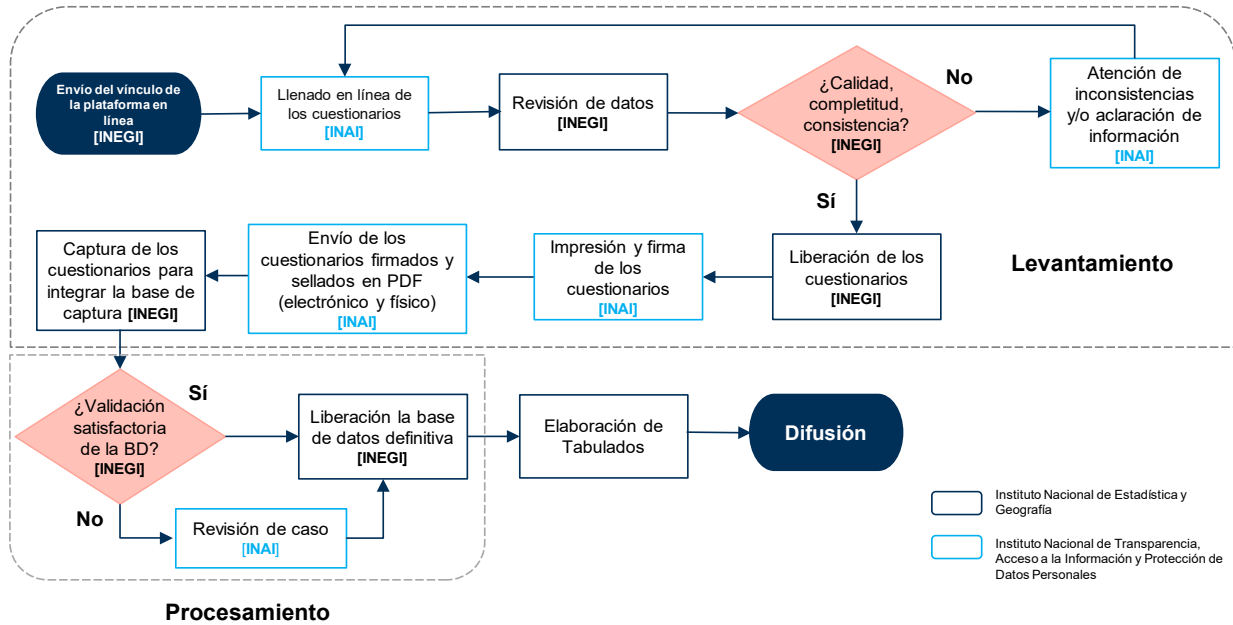 Envío del vínculo de
la plataforma en
línea
[INEGI]
Llenado en línea de
los cuestionarios
[INAI]
Revisión de datos
[INEGI]
¿Calidad,
completitud,
consistencia?
[INEGI]
No
Atención de
inconsistencias
y/o aclaración de
información
[INAI]
Sí
Captura de los
cuestionarios para
integrar la base de
captura [INEGI]
Envío de los
cuestionarios firmados y
sellados en PDF
(electrónico y físico)
[INAI]
Impresión y firma
de los
cuestionarios
[INAI]
Liberación de los
cuestionarios
[INEGI]
Levantamiento
¿Validación
satisfactoria
de la BD?
[INEGI]
Sí
Liberación la base
de datos definitiva
[INEGI]
Elaboración de
Tabulados
Difusión
No
Revisión de caso
[INAI]
Instituto Nacional de Estadística y
Geografía
Instituto Nacional de Transparencia,
Acceso a la Información y Protección de
Datos Personales
Procesamiento